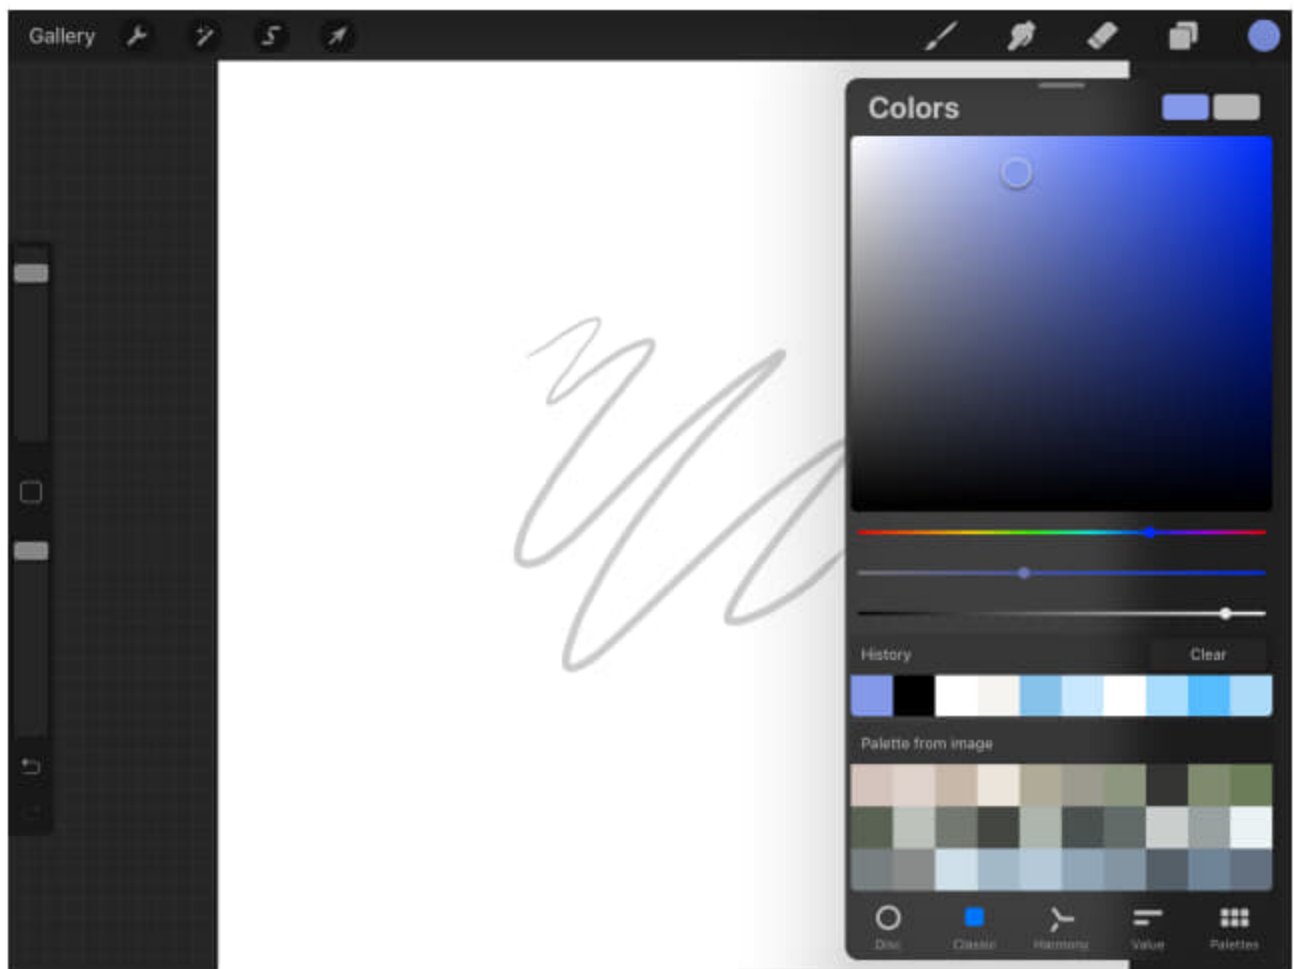 Gallery
Colors
History
Clear
Palette from image
Disc
Classic
Harmony
Value
Palettes